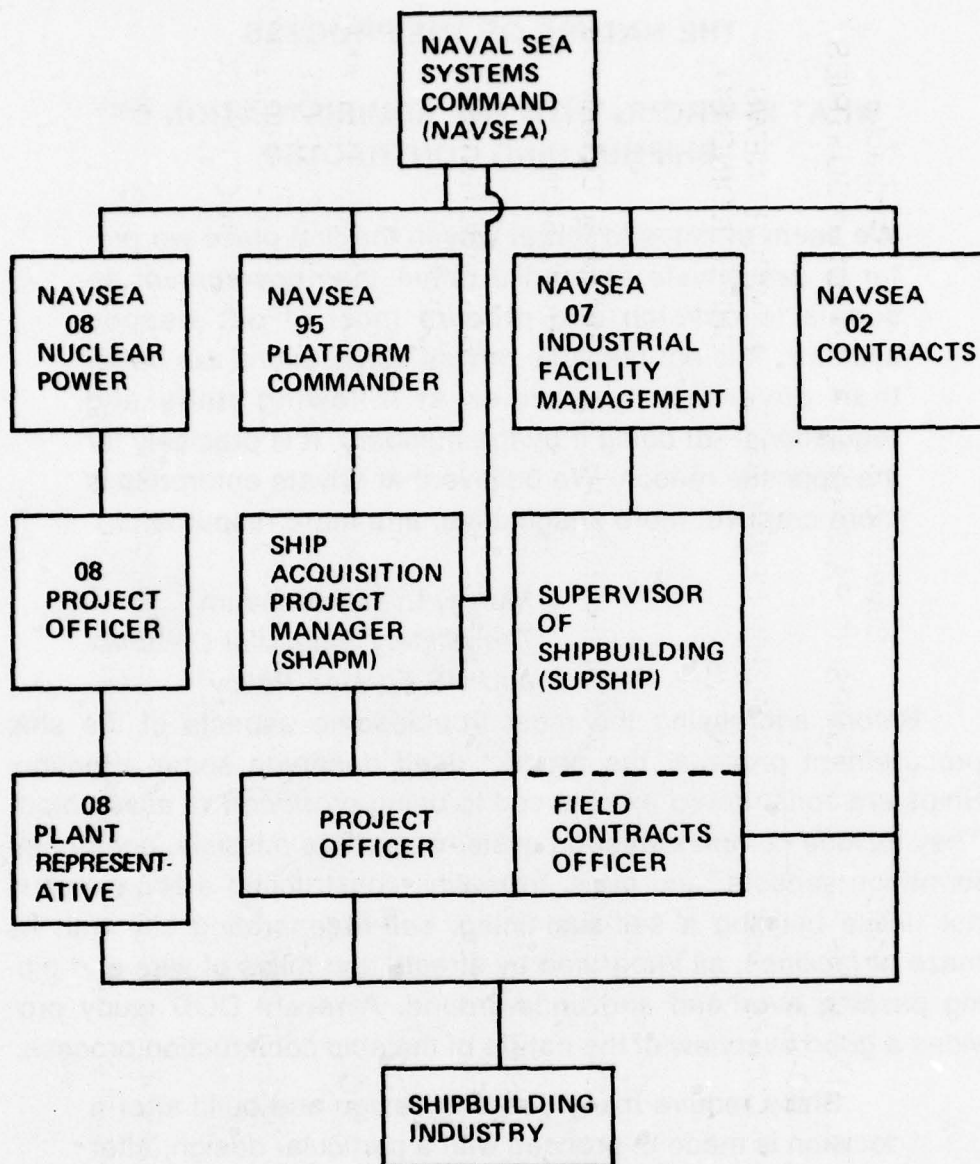 NAVAL SEA
SYSTEMS
COMMAND
(NAVSEA)
NAVSEA
08
NUCLEAR
POWER
NAVSEA
95
PLATFORM
COMMANDER
NAVSEA
07
INDUSTRIAL
FACILITY
MANAGEMENT
NAVSEA
02
CONTRACTS
08
PROJECT
OFFICER
SHIP
ACQUISITION
PROJECT
MANAGER
(SHAPM)
SUPERVISOR
OF
SHIPBUILDING
(SUPSHIP)
08
PLANT
REPRESENT-
ATIVE
PROJECT
OFFICER
FIELD
CONTRACTS
OFFICER
SHIPBUILDING
INDUSTRY